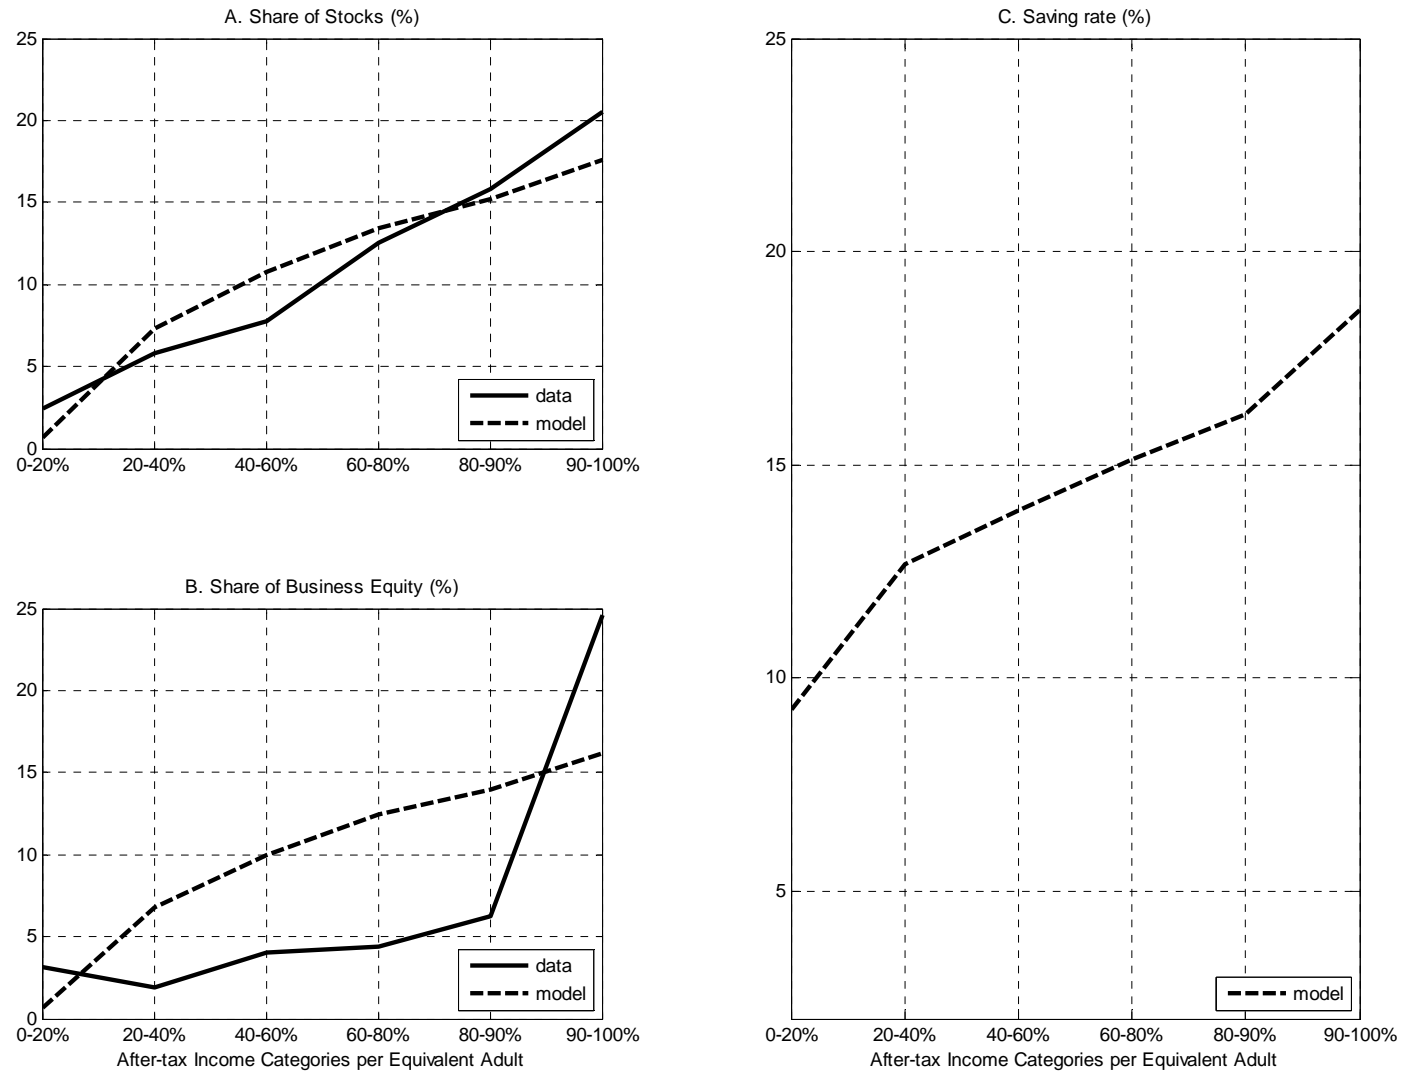 A. Share of Stocks (%)
25
20
15
10
5
0
0-20% 20-40% 40-60% 60-80% 80-90% 90-100%
data
model
B. Share of Business Equity (%)
25
20
15
10
5
0
0-20% 20-40% 40-60% 60-80% 80-90% 90-100%
After-tax Income Categories per Equivalent Adult
data
model
C. Saving rate (%)
25
20
15
10
5
0-20% 20-40% 40-60% 60-80% 80-90% 90-100%
After-tax Income Categories per Equivalent Adult
model